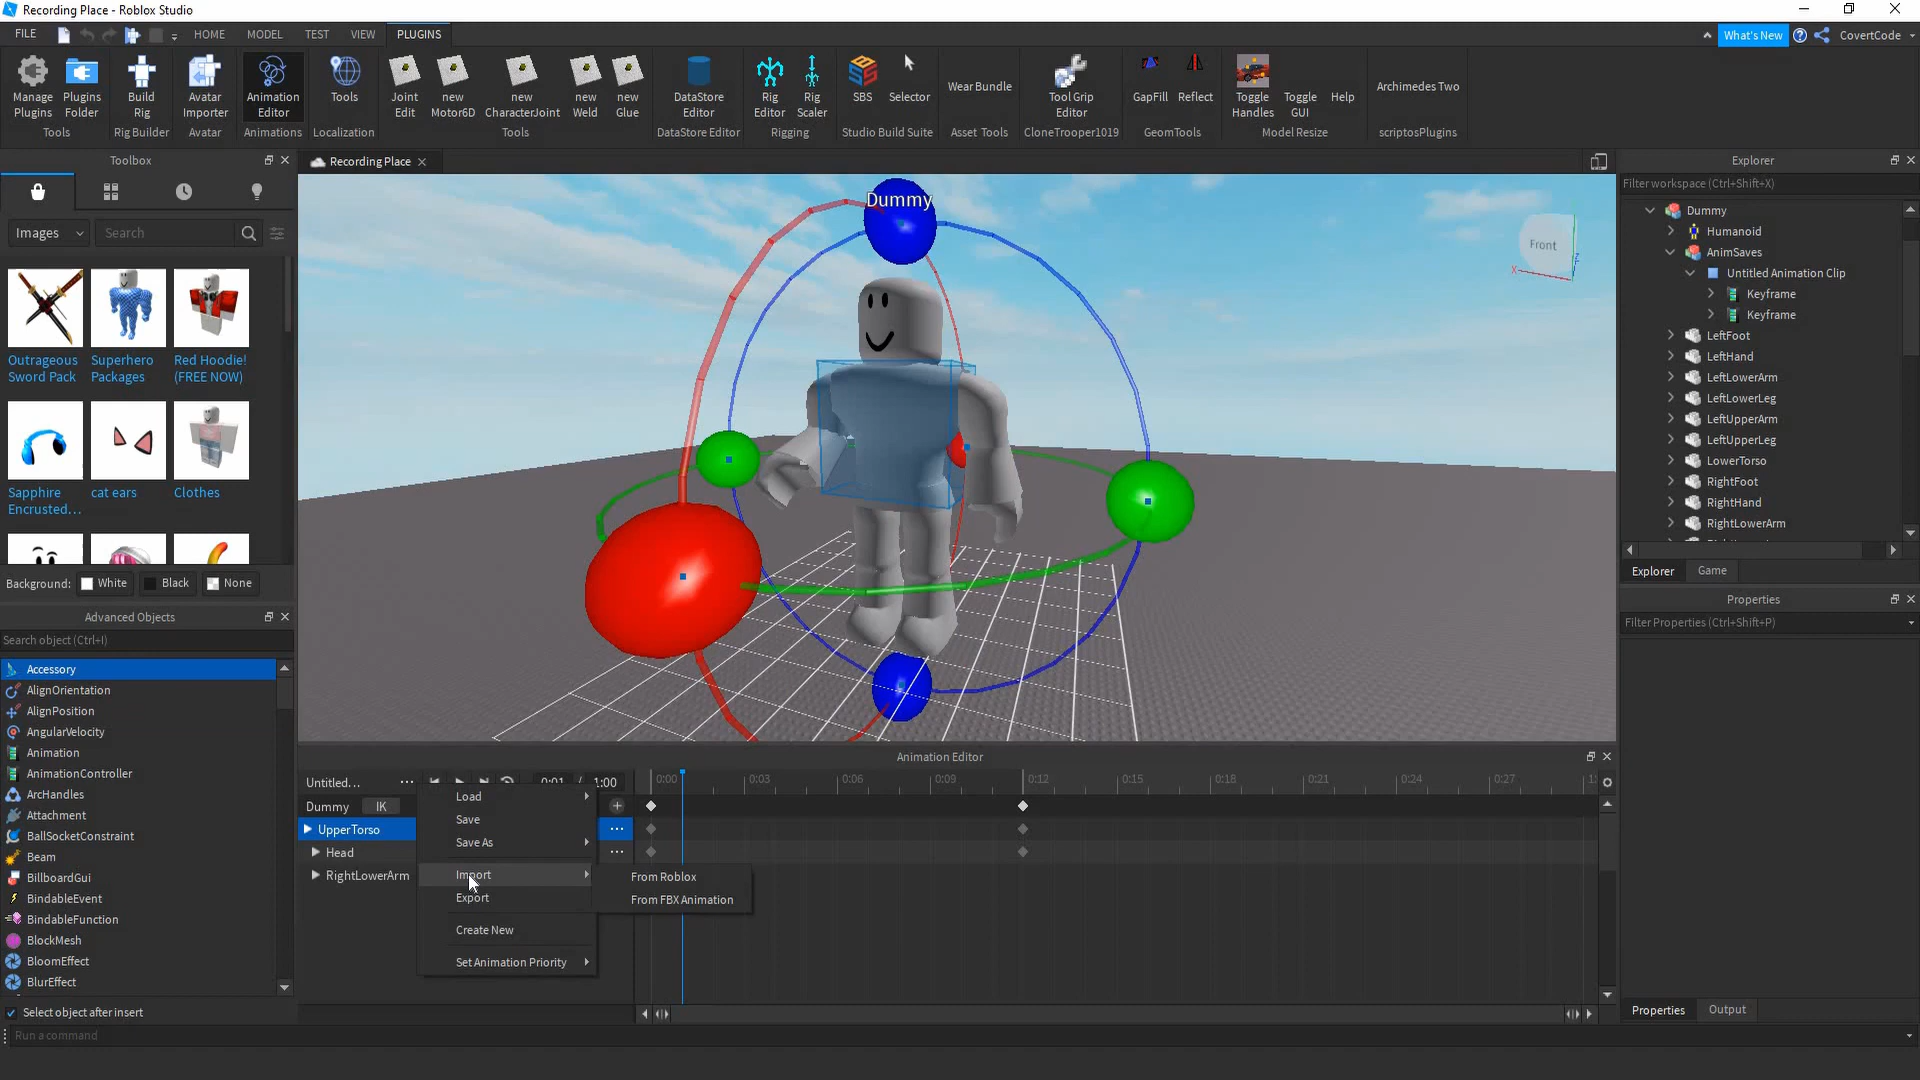 Recording Place - Roblox Studio
FILE
HOME
MODEL
TEST
VIEW
PLUGINS
What's New
CovertCode
Manage Plugins
Plugins Folder
Build Rig
Avatar Importer
Animation Editor
Tools
Joint Edit
new Motor6D
new CharacterJoint
new Weld
new Glue
DataStore Editor
Rig Editor
Rig Scaler
SBS
Selector
Wear Bundle
Tool Grip Editor
GapFill
Reflect
Toggle Handles
Toggle GUI
Help
Archimedes Two
Tools
Rig Builder
Avatar
Animations
Localization
Tools
DataStore Editor
Rigging
Studio Build Suite
Asset Tools
CloneTrooper1019
GeomTools
Model Resize
scriptosPlugins
Toolbox
Images
Search
Outrageous Sword Pack
Superhero Packages
Red Hoodie! (FREE NOW)
Sapphire Encrusted...
cat ears
Clothes
Background:
White
Black
None
Advanced Objects
Search object (Ctrl+I)
Accessory
AlignOrientation
AlignPosition
AngularVelocity
Animation
AnimationController
ArcHandles
Attachment
BallSocketConstraint
Beam
BillboardGui
BindableEvent
BindableFunction
BlockMesh
BloomEffect
BlurEffect
Select object after insert
Run a command
Recording Place
Dummy
Front
X
Z
Animation Editor
Untitled...
0:01 / 1:00
0:00
0:03
0:06
0:09
0:12
0:15
0:18
0:21
0:24
0:27
Dummy
IK
UpperTorso
Head
RightLowerArm
Load
Save
Save As
Import
Export
Create New
Set Animation Priority
From Roblox
From FBX Animation
Explorer
Filter workspace (Ctrl+Shift+X)
Dummy
Humanoid
AnimSaves
Untitled Animation Clip
Keyframe
Keyframe
LeftFoot
LeftHand
LeftLowerArm
LeftLowerLeg
LeftUpperArm
LeftUpperLeg
LowerTorso
RightFoot
RightHand
RightLowerArm
Explorer
Game
Properties
Filter Properties (Ctrl+Shift+P)
Properties
Output